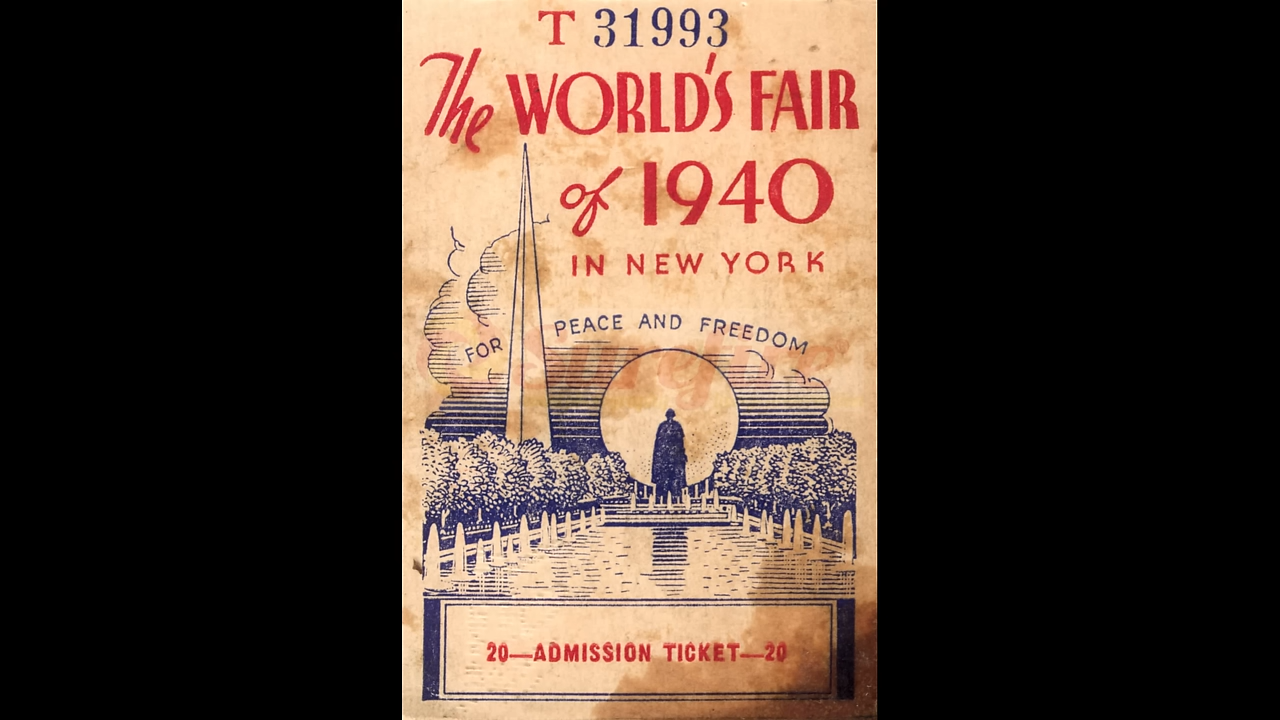 T 31993
The WORLD'S FAIR
of 1940
IN NEW YORK
FOR PEACE AND FREEDOM
20—ADMISSION TICKET—20